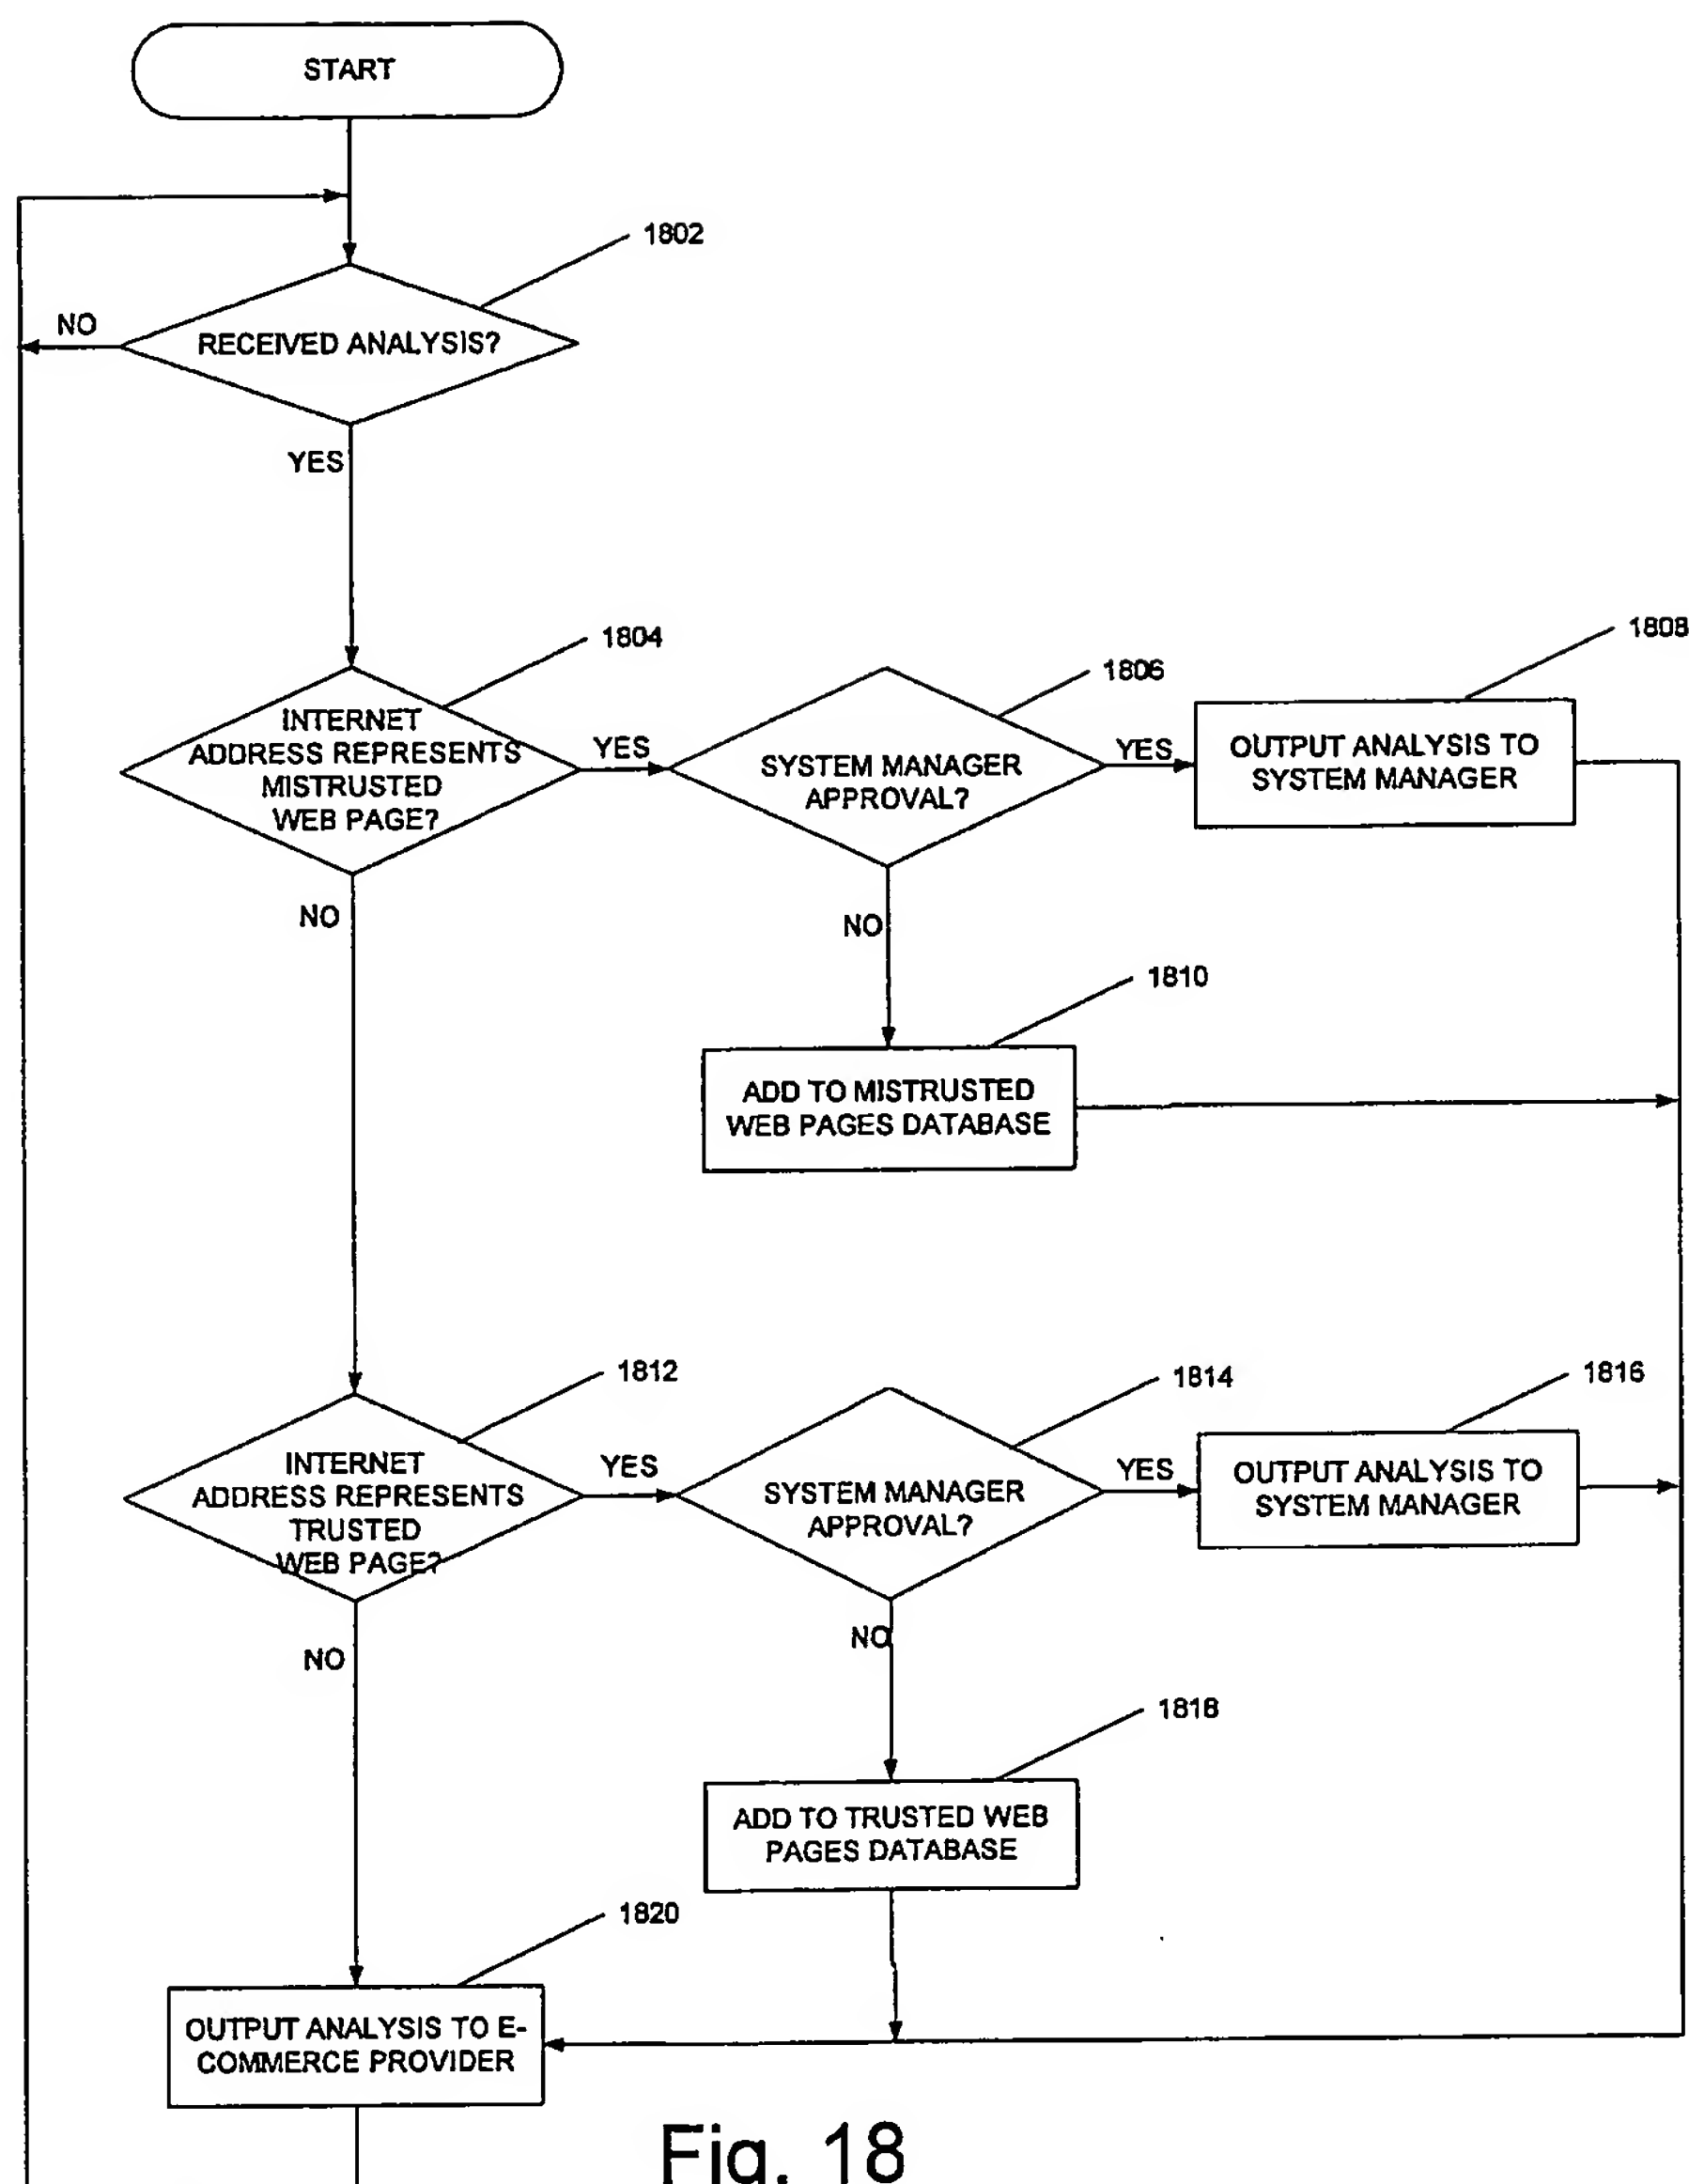 START
1802
NO
RECEIVED ANALYSIS?
YES
1804
INTERNET
ADDRESS REPRESENTS
MISTRUSTED
WEB PAGE?
YES
1806
SYSTEM MANAGER
APPROVAL?
YES
1808
OUTPUT ANALYSIS TO
SYSTEM MANAGER
NO
NO
1810
ADD TO MISTRUSTED
WEB PAGES DATABASE
1812
INTERNET
ADDRESS REPRESENTS
TRUSTED
WEB PAGE?
YES
1814
SYSTEM MANAGER
APPROVAL?
YES
1816
OUTPUT ANALYSIS TO
SYSTEM MANAGER
NO
NO
1818
ADD TO TRUSTED WEB
PAGES DATABASE
1820
OUTPUT ANALYSIS TO E-
COMMERCE PROVIDER
Fig. 18